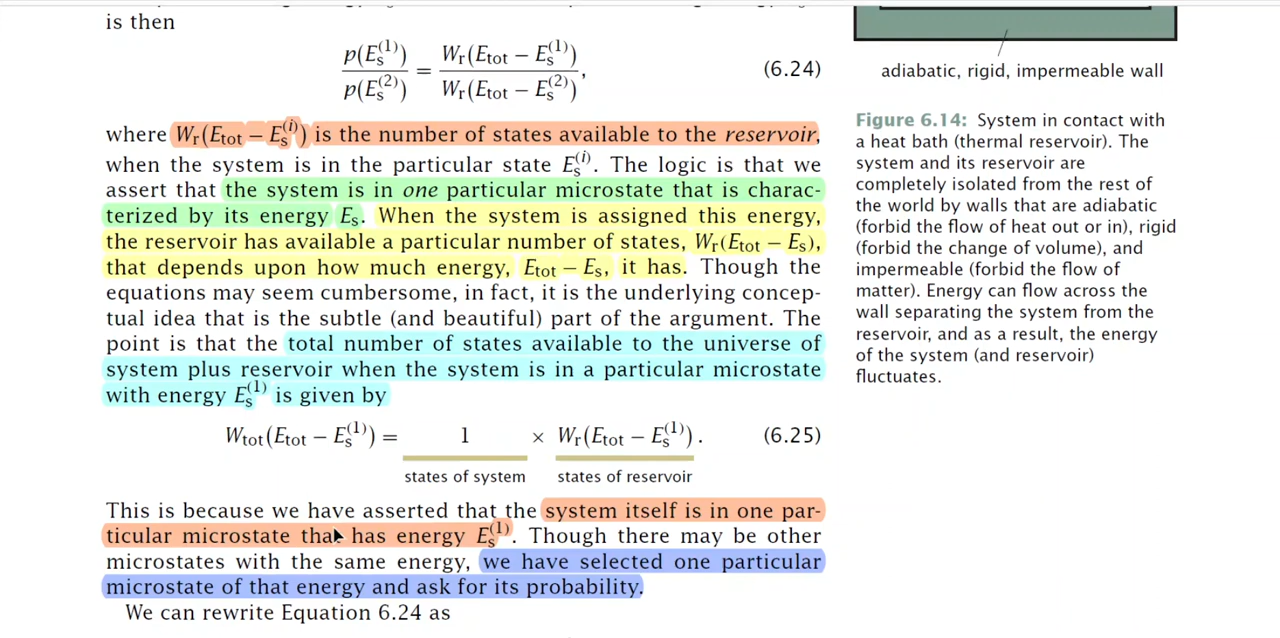 is then
p(E_s^(1)) / p(E_s^(2)) = W_r(E_tot − E_s^(1)) / W_r(E_tot − E_s^(2)), (6.24)
where W_r(E_tot − E_s^(i)) is the number of states available to the reservoir,
when the system is in the particular state E_s^(i). The logic is that we
assert that the system is in one particular microstate that is charac-
terized by its energy E_s. When the system is assigned this energy,
the reservoir has available a particular number of states, W_r(E_tot − E_s),
that depends upon how much energy, E_tot − E_s, it has. Though the
equations may seem cumbersome, in fact, it is the underlying concep-
tual idea that is the subtle (and beautiful) part of the argument. The
point is that the total number of states available to the universe of
system plus reservoir when the system is in a particular microstate
with energy E_s^(1) is given by
W_tot(E_tot − E_s^(1)) = 1 × W_r(E_tot − E_s^(1)). (6.25)
states of system states of reservoir
This is because we have asserted that the system itself is in one par-
ticular microstate that has energy E_s^(1). Though there may be other
microstates with the same energy, we have selected one particular
microstate of that energy and ask for its probability.
We can rewrite Equation 6.24 as
adiabatic, rigid, impermeable wall
Figure 6.14: System in contact with
a heat bath (thermal reservoir). The
system and its reservoir are
completely isolated from the rest of
the world by walls that are adiabatic
(forbid the flow of heat out or in), rigid
(forbid the change of volume), and
impermeable (forbid the flow of
matter). Energy can flow across the
wall separating the system from the
reservoir, and as a result, the energy
of the system (and reservoir)
fluctuates.